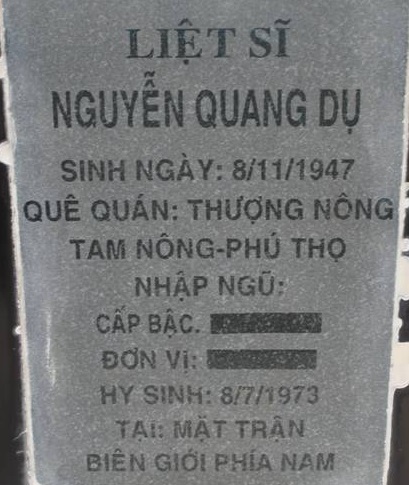 LIỆT SĨ
NGUYỄN QUANG DỤ
SINH NGÀY: 8/11/1947
QUÊ QUÁN: THƯỢNG NÔNG
TAM NÔNG-PHÚ THỌ
NHẬP NGŨ:
CẤP BẬC.
ĐƠN VỊ:
HY SINH: 8/7/1973
TẠI: MẶT TRẬN
BIÊN GIỚI PHÍA NAM